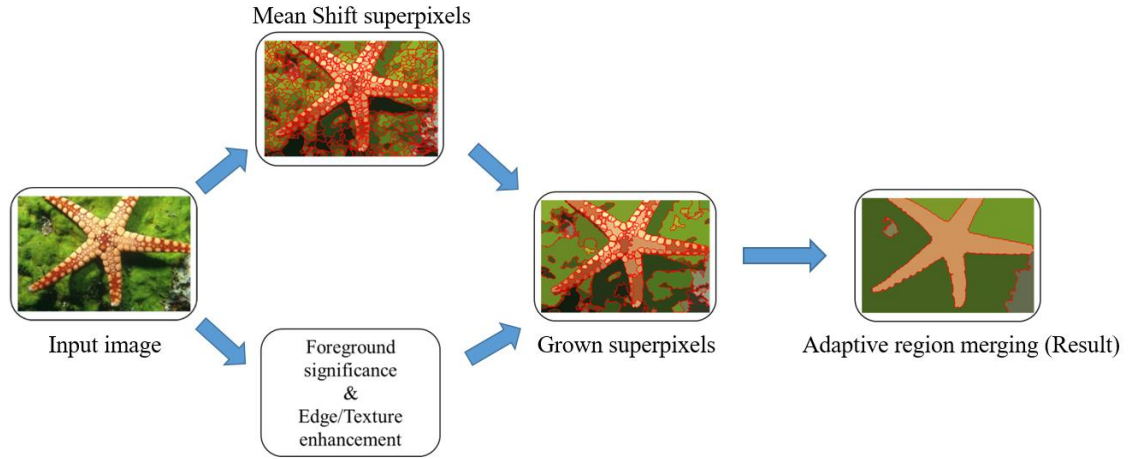 Mean Shift superpixels
Input image
Foreground
significance
&
Edge/Texture
enhancement
Grown superpixels
Adaptive region merging (Result)